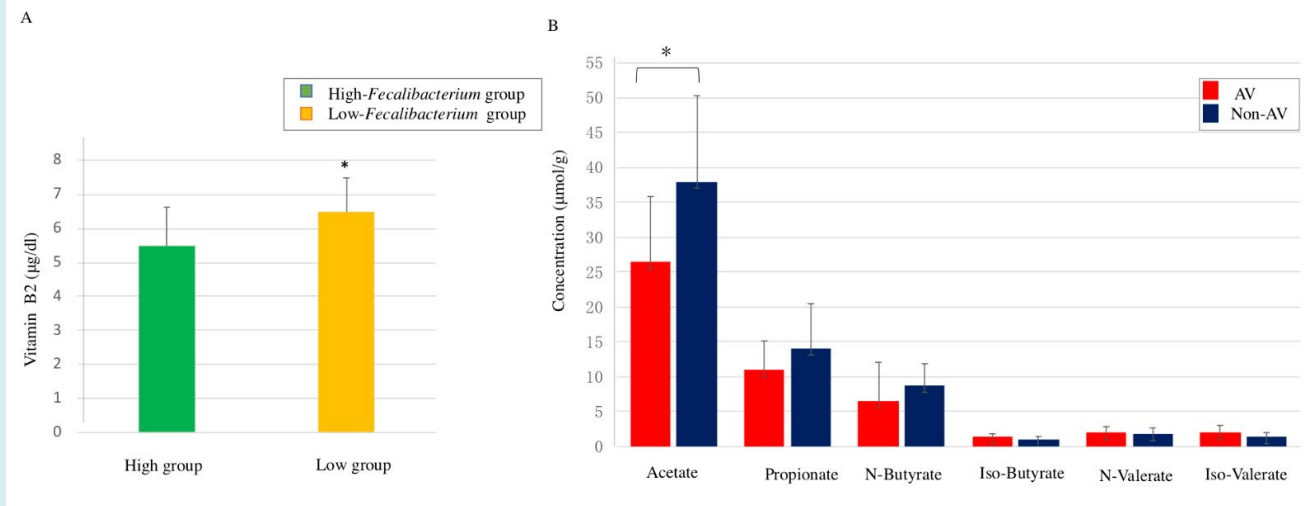 A
High-Fecalibacterium group
Low-Fecalibacterium group
*
8
7
6
5
4
3
2
1
0
Vitamin B2 (µg/dl)
High group
Low group
B
*
AV
Non-AV
55
50
45
40
35
30
25
20
15
10
5
0
Concentration (µmol/g)
Acetate
Propionate
N-Butyrate
Iso-Butyrate
N-Valerate
Iso-Valerate